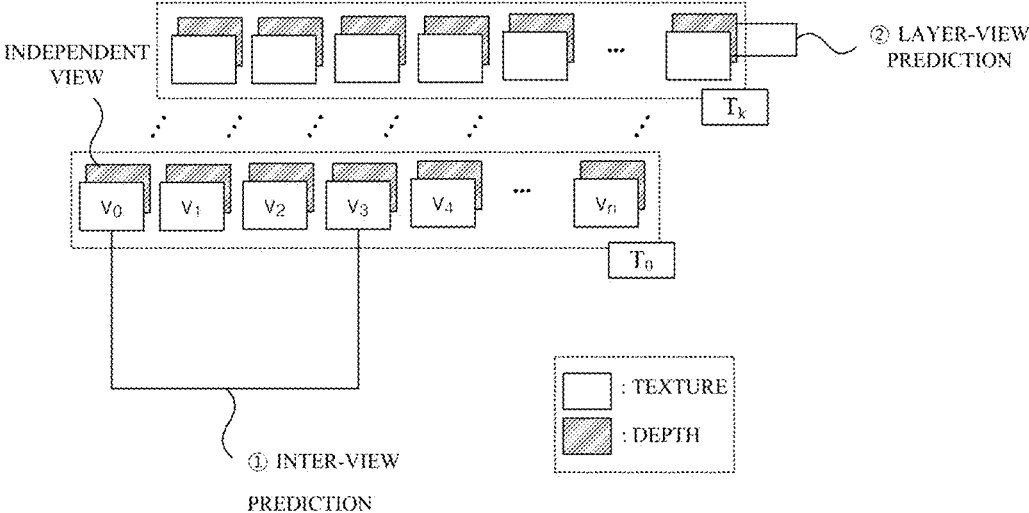 ② LAYER-VIEW
PREDICTION
INDEPENDENT
VIEW
...
Tₖ
V₀ V₁ V₂ V₃ V₄ ... Vₙ
T₀
: TEXTURE
: DEPTH
① INTER-VIEW
PREDICTION